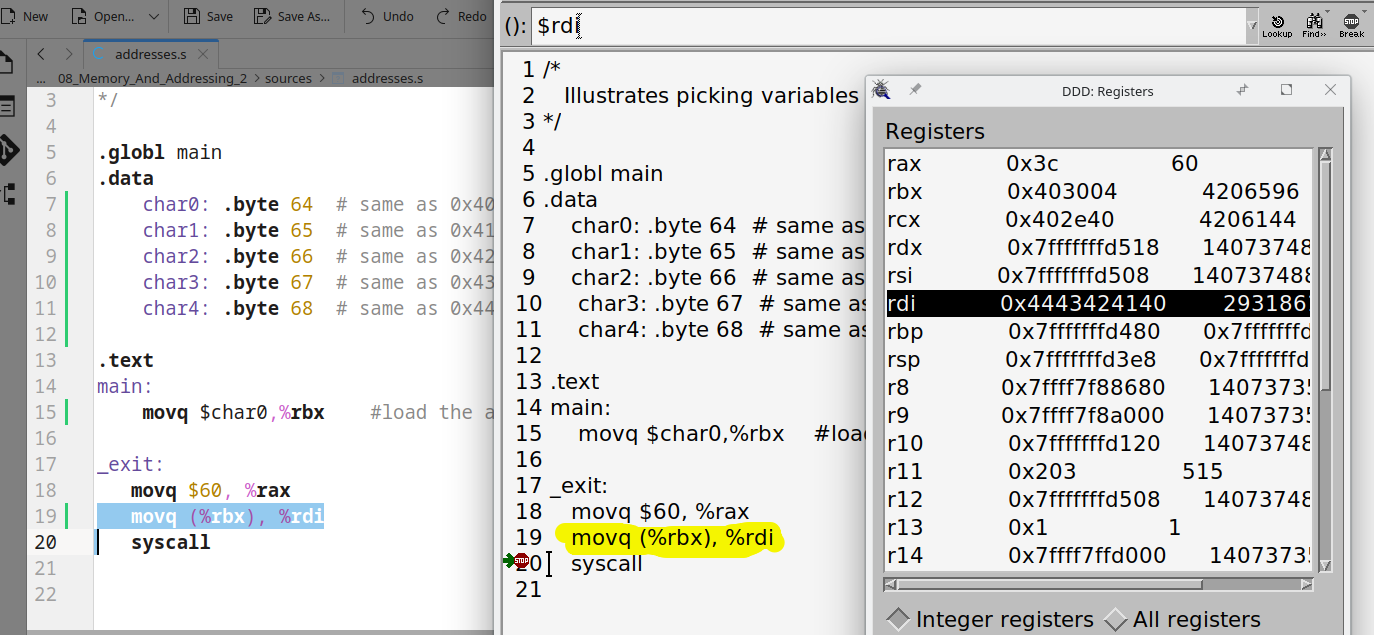 New Open... Save Save As... Undo Redo
addresses.s
... 08_Memory_And_Addressing_2 > sources > addresses.s
3 */
4
5 .globl main
6 .data
7 char0: .byte 64 # same as 0x40
8 char1: .byte 65 # same as 0x41
9 char2: .byte 66 # same as 0x42
10 char3: .byte 67 # same as 0x43
11 char4: .byte 68 # same as 0x44
12
13 .text
14 main:
15 movq $char0,%rbx #load the a
16
17 _exit:
18 movq $60, %rax
19 movq (%rbx), %rdi
20 syscall
21
22
(): $rdi
Lookup Find>> Break
1 /*
2 Illustrates picking variables
3 */
4
5 .globl main
6 .data
7 char0: .byte 64 # same as
8 char1: .byte 65 # same as
9 char2: .byte 66 # same as
10 char3: .byte 67 # same as
11 char4: .byte 68 # same as
12
13 .text
14 main:
15 movq $char0,%rbx #load
16
17 _exit:
18 movq $60, %rax
19 movq (%rbx), %rdi
STOP 20 syscall
21
DDD: Registers
Registers
rax 0x3c 60
rbx 0x403004 4206596
rcx 0x402e40 4206144
rdx 0x7fffffffd518 14073748
rsi 0x7fffffffd508 140737488
rdi 0x4443424140 293186
rbp 0x7fffffffd480 0x7fffffffd
rsp 0x7fffffffd3e8 0x7fffffffd
r8 0x7ffff7f88680 1407373
r9 0x7ffff7f8a000 1407373
r10 0x7fffffffd120 14073748
r11 0x203 515
r12 0x7fffffffd508 14073748
r13 0x1 1
r14 0x7ffff7ffd000 1407373
Integer registers All registers